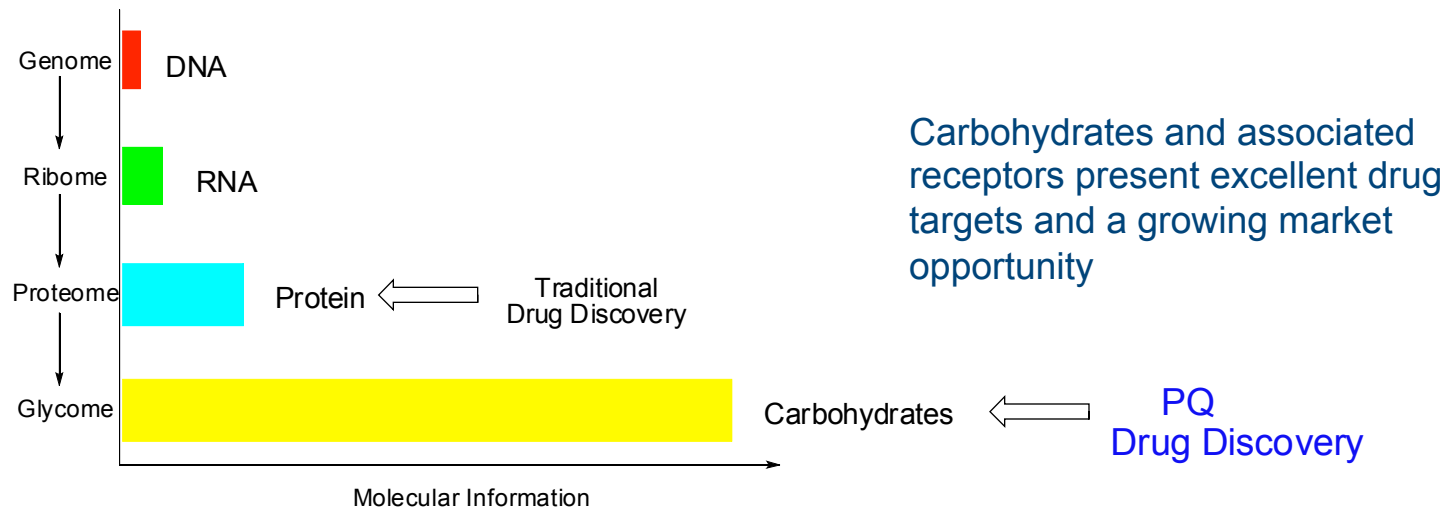 Genome
DNA
Ribome
RNA
Proteome
Protein
Traditional
Drug Discovery
Glycome
Carbohydrates
PQ
Drug Discovery
Molecular Information
Carbohydrates and associated
receptors present excellent drug
targets and a growing market
opportunity